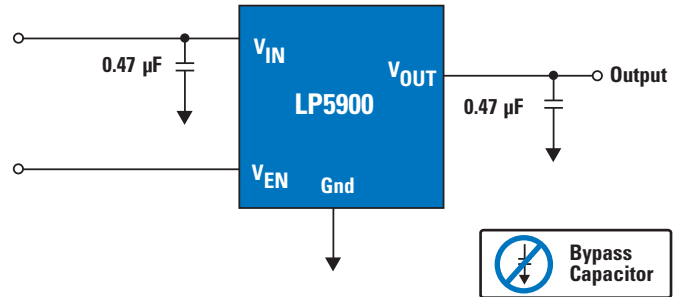 0.47 µF
V_IN
V_OUT
Output
LP5900
0.47 µF
V_EN
Gnd
Bypass
Capacitor